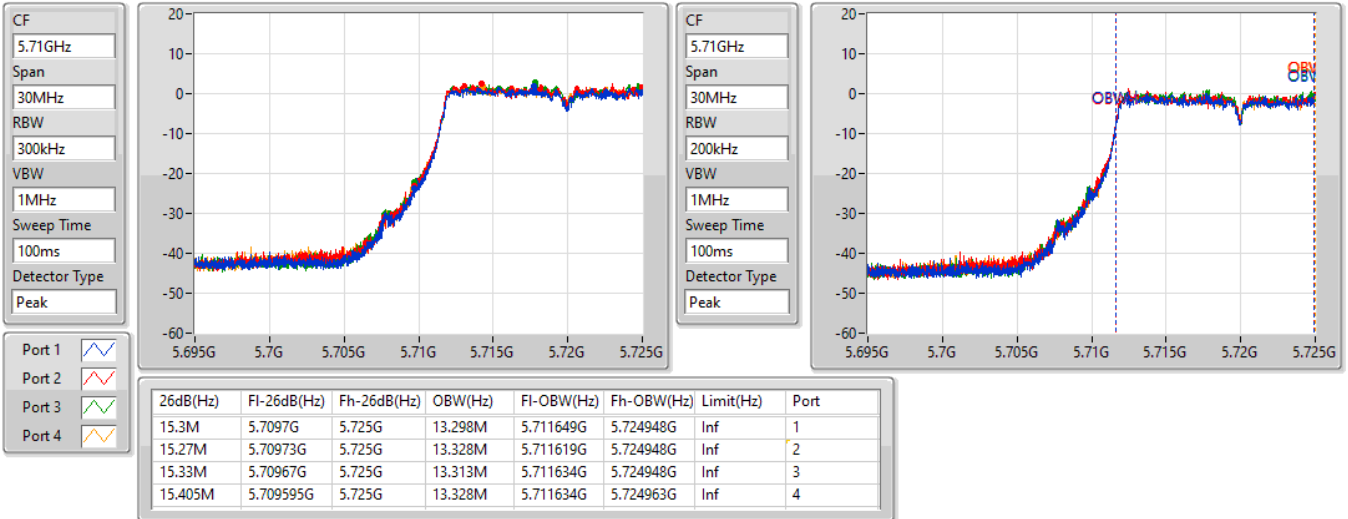 CF
5.71GHz
Span
30MHz
RBW
300kHz
VBW
1MHz
Sweep Time
100ms
Detector Type
Peak
20
10
0
-10
-20
-30
-40
-50
-60
5.695G 5.7G 5.705G 5.71G 5.715G 5.72G 5.725G
CF
5.71GHz
Span
30MHz
RBW
200kHz
VBW
1MHz
Sweep Time
100ms
Detector Type
Peak
20
10
0
-10
-20
-30
-40
-50
-60
OBW
OBW
OBW
5.695G 5.7G 5.705G 5.71G 5.715G 5.72G 5.725G
Port 1
Port 2
Port 3
Port 4
26dB(Hz) Fl-26dB(Hz) Fh-26dB(Hz) OBW(Hz) Fl-OBW(Hz) Fh-OBW(Hz) Limit(Hz) Port
15.3M 5.7097G 5.725G 13.298M 5.711649G 5.724948G Inf 1
15.27M 5.70973G 5.725G 13.328M 5.711619G 5.724948G Inf 2
15.33M 5.70967G 5.725G 13.313M 5.711634G 5.724948G Inf 3
15.405M 5.709595G 5.725G 13.328M 5.711634G 5.724963G Inf 4